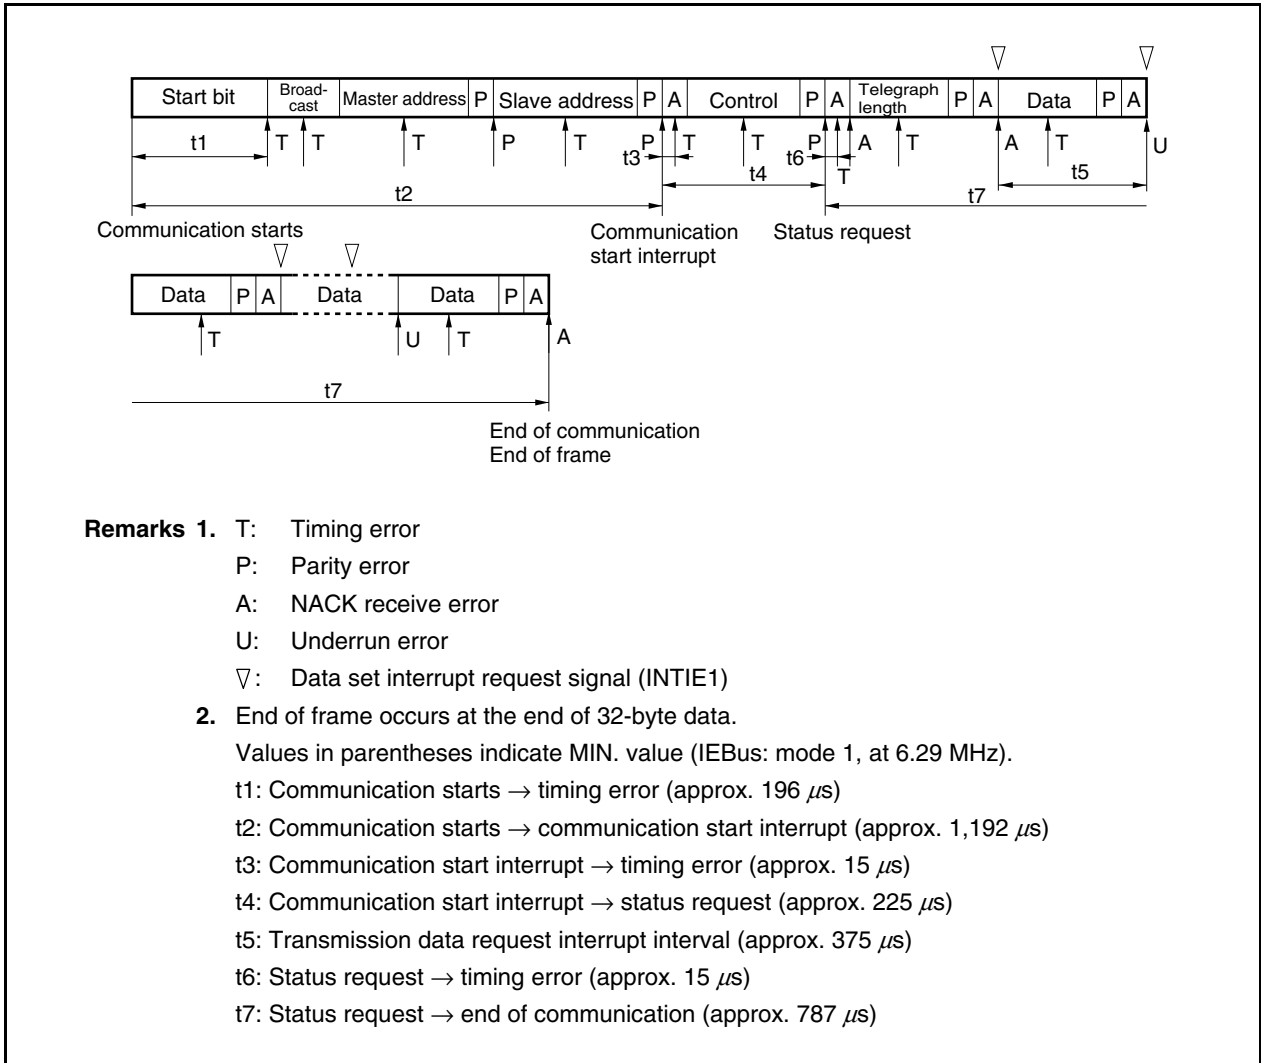 Start bit Broad-cast Master address P Slave address P A Control P A Telegraph length P A Data P A
t1 T T T P T P T T P A T A T U
t3 t6
T
t4 t5
t2 t7
Communication starts Communication start interrupt Status request
Data P A Data Data P A
T U T A
t7
End of communication
End of frame
Remarks 1. T: Timing error
P: Parity error
A: NACK receive error
U: Underrun error
▽: Data set interrupt request signal (INTIE1)
2. End of frame occurs at the end of 32-byte data.
Values in parentheses indicate MIN. value (IEBus: mode 1, at 6.29 MHz).
t1: Communication starts → timing error (approx. 196 μs)
t2: Communication starts → communication start interrupt (approx. 1,192 μs)
t3: Communication start interrupt → timing error (approx. 15 μs)
t4: Communication start interrupt → status request (approx. 225 μs)
t5: Transmission data request interrupt interval (approx. 375 μs)
t6: Status request → timing error (approx. 15 μs)
t7: Status request → end of communication (approx. 787 μs)